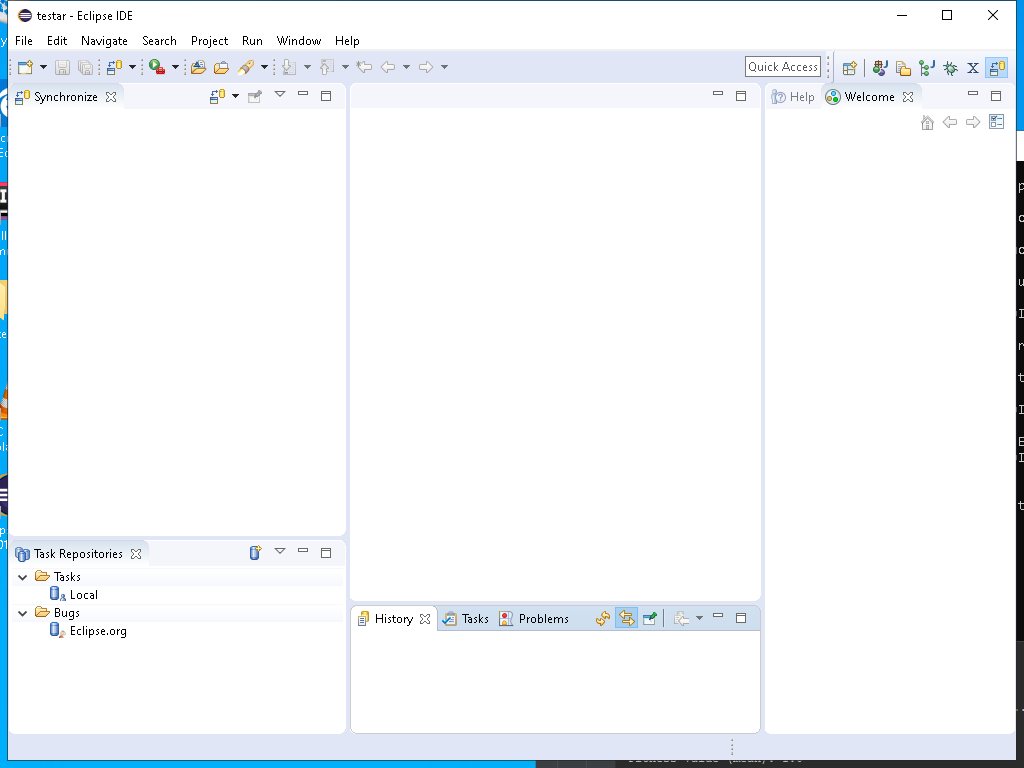 testar - Eclipse IDE
File Edit Navigate Search Project Run Window Help
Quick Access
Synchronize
Help Welcome
Task Repositories
Tasks
Local
Bugs
Eclipse.org
History Tasks Problems